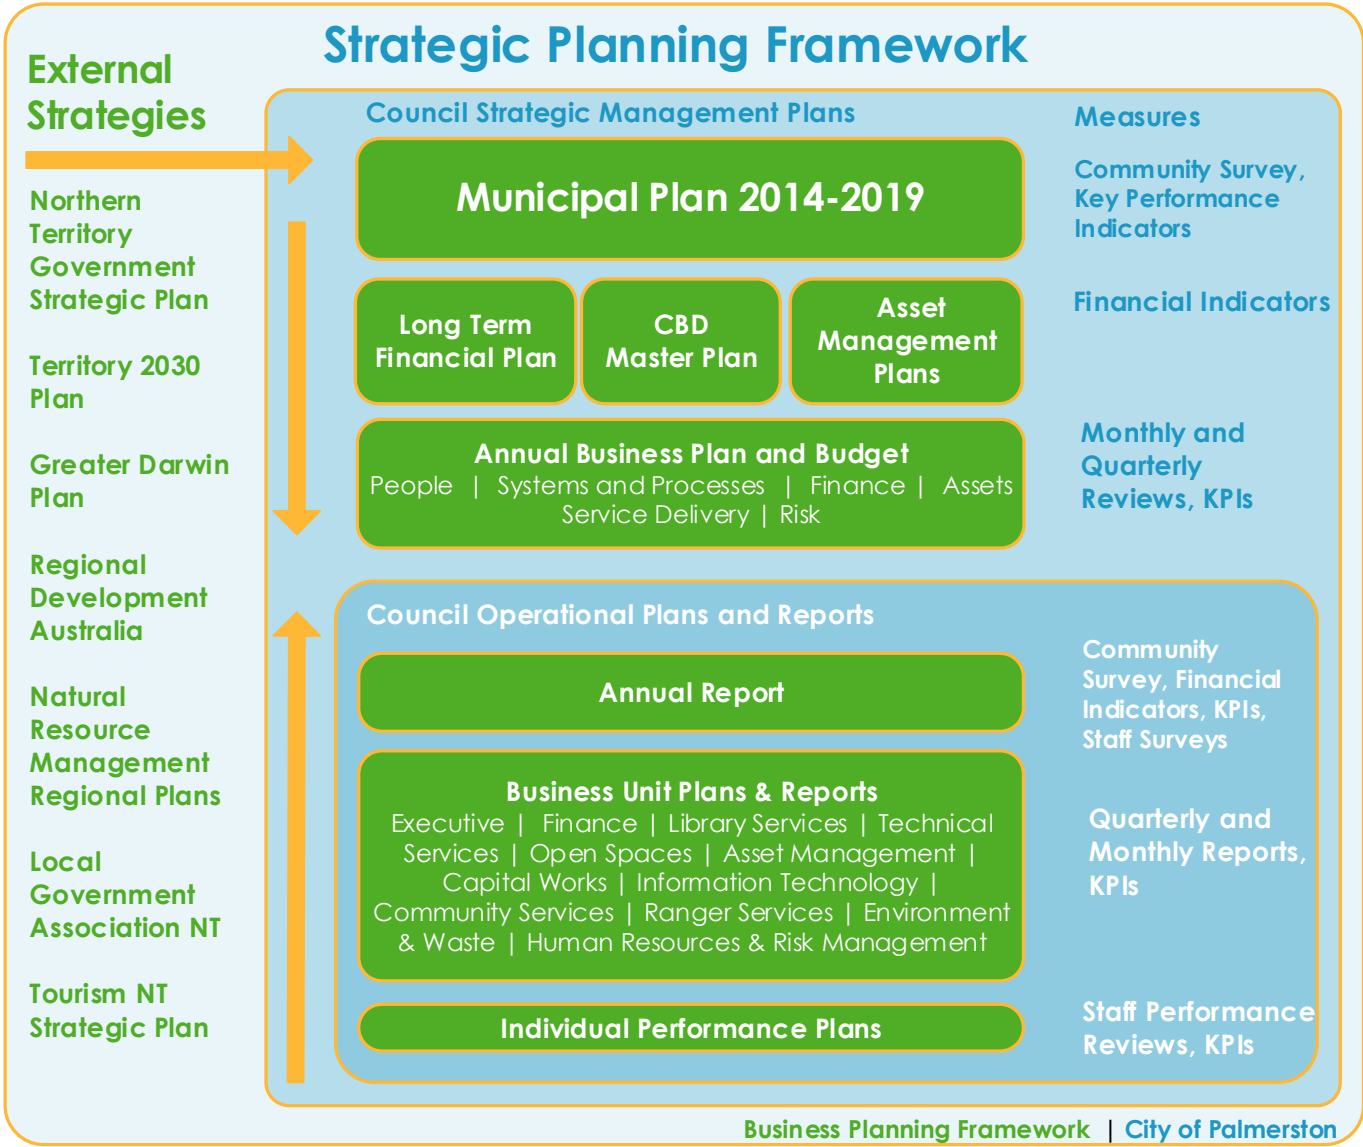 Strategic Planning Framework
External
Strategies
Northern
Territory
Government
Strategic Plan
Territory 2030
Plan
Greater Darwin
Plan
Regional
Development
Australia
Natural
Resource
Management
Regional Plans
Local
Government
Association NT
Tourism NT
Strategic Plan
Council Strategic Management Plans
Measures
Municipal Plan 2014-2019
Community Survey,
Key Performance
Indicators
Long Term
Financial Plan
CBD
Master Plan
Asset
Management
Plans
Financial Indicators
Annual Business Plan and Budget
People | Systems and Processes | Finance | Assets
Service Delivery | Risk
Monthly and
Quarterly
Reviews, KPIs
Council Operational Plans and Reports
Annual Report
Community
Survey, Financial
Indicators, KPIs,
Staff Surveys
Business Unit Plans & Reports
Executive | Finance | Library Services | Technical
Services | Open Spaces | Asset Management |
Capital Works | Information Technology |
Community Services | Ranger Services | Environment
& Waste | Human Resources & Risk Management
Quarterly and
Monthly Reports,
KPIs
Individual Performance Plans
Staff Performance
Reviews, KPIs
Business Planning Framework | City of Palmerston